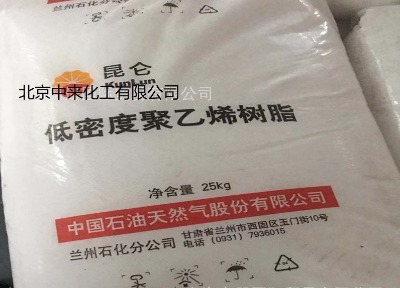 昆仑
KunLun
北京中来化工有限公司
低密度聚乙烯树脂
净含量 25kg
中国石油天然气股份有限公司
兰州石化分公司
甘肃省兰州市西固区玉门街10号
电话 (0931) 7936015